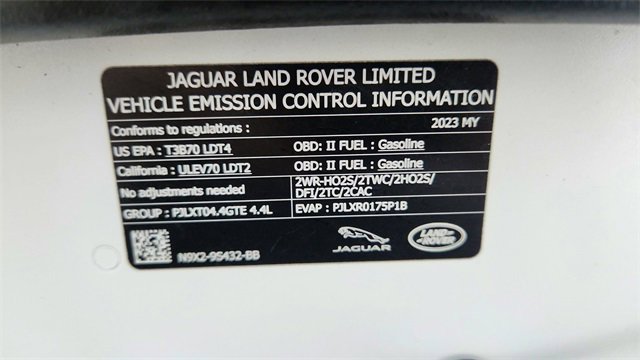 JAGUAR LAND ROVER LIMITED
VEHICLE EMISSION CONTROL INFORMATION
Conforms to regulations : 2023 MY
US EPA : T3B70 LDT4 OBD: II FUEL : Gasoline
California : ULEV70 LDT2 OBD: II FUEL : Gasoline
No adjustments needed 2WR-HO2S/2TWC/2HO2S/
DFI/2TC/2CAC
GROUP : PJLXT04.4GTE 4.4L EVAP : PJLXR0175P1B
N9X2-9S432-BB
JAGUAR
LAND-
ROVER